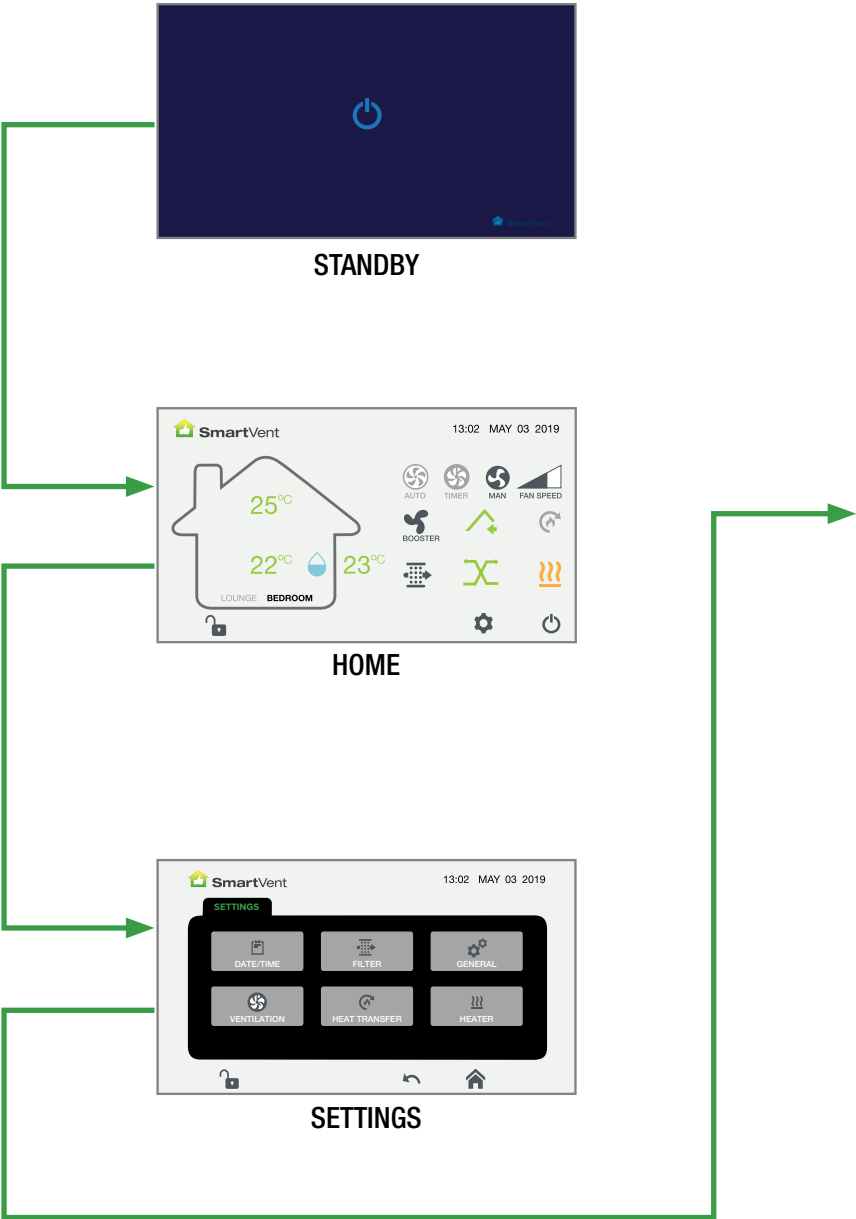 SmartVent
STANDBY
SmartVent
13:02 MAY 03 2019
25°C
AUTO TIMER MAN FAN SPEED
BOOSTER
22°C 23°C
LOUNGE BEDROOM
HOME
SmartVent
13:02 MAY 03 2019
SETTINGS
DATE/TIME FILTER GENERAL
VENTILATION HEAT TRANSFER HEATER
SETTINGS